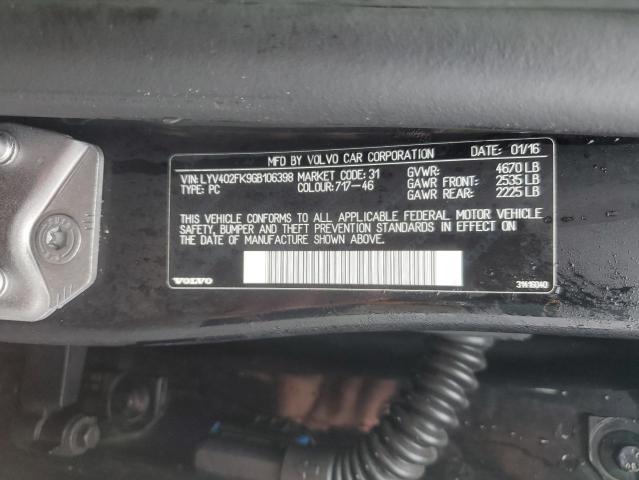 MFD BY VOLVO CAR CORPORATION DATE 01/16
VIN: LYV402FK9GB106398 MARKET CODE: 31 GVWR: 4670 LB
TYPE: PC COLOUR: 717-46 GAWR FRONT: 2535 LB
GAWR REAR: 2225 LB
THIS VEHICLE CONFORMS TO ALL APPLICABLE FEDERAL MOTOR VEHICLE
SAFETY, BUMPER AND THEFT PREVENTION STANDARDS IN EFFECT ON
THE DATE OF MANUFACTURE SHOWN ABOVE.
VOLVO 31416040